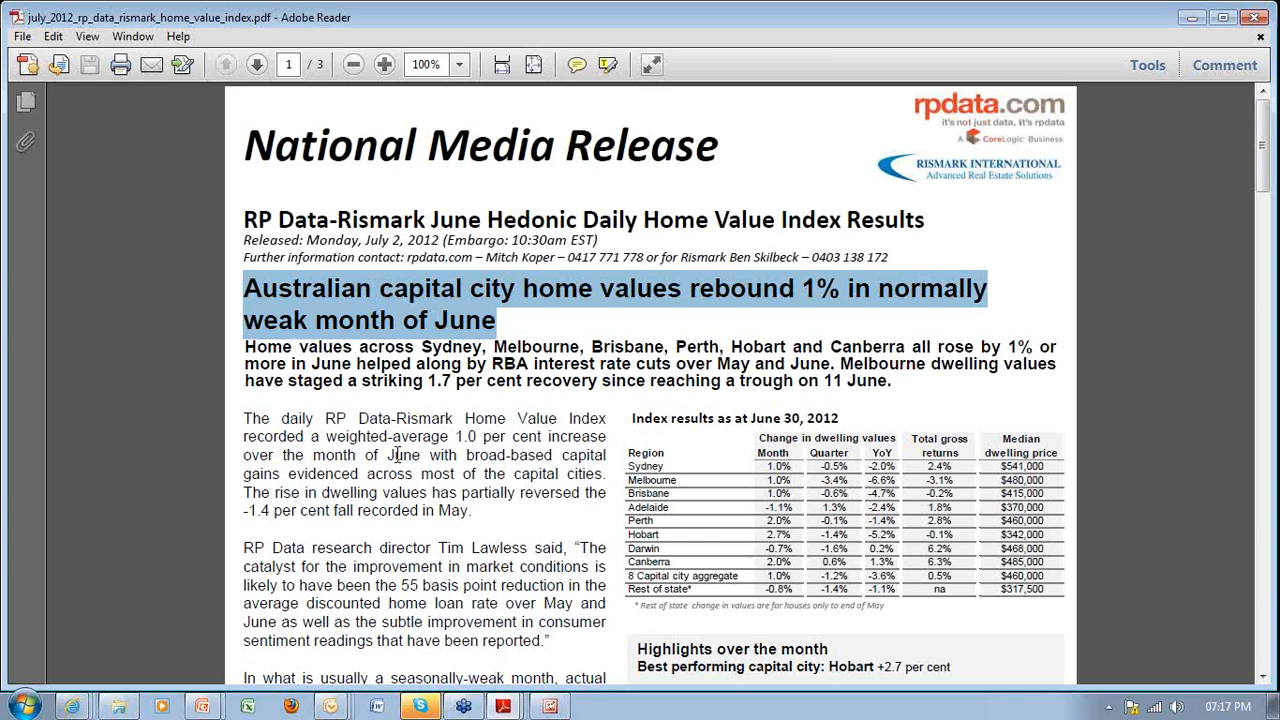 july_2012_rp_data_rismark_home_value_index.pdf - Adobe Reader
File Edit View Window Help
1 / 3 100% Tools Comment
rpdata.com
it's not just data, it's rpdata
A CoreLogic Business
National Media Release
RISMARK INTERNATIONAL
Advanced Real Estate Solutions
RP Data-Rismark June Hedonic Daily Home Value Index Results
Released: Monday, July 2, 2012 (Embargo: 10:30am EST)
Further information contact: rpdata.com – Mitch Koper – 0417 771 778 or for Rismark Ben Skilbeck – 0403 138 172
Australian capital city home values rebound 1% in normally
weak month of June
Home values across Sydney, Melbourne, Brisbane, Perth, Hobart and Canberra all rose by 1% or
more in June helped along by RBA interest rate cuts over May and June. Melbourne dwelling values
have staged a striking 1.7 per cent recovery since reaching a trough on 11 June.
The daily RP Data-Rismark Home Value Index
recorded a weighted-average 1.0 per cent increase
over the month of June with broad-based capital
gains evidenced across most of the capital cities.
The rise in dwelling values has partially reversed the
-1.4 per cent fall recorded in May.
RP Data research director Tim Lawless said, “The
catalyst for the improvement in market conditions is
likely to have been the 55 basis point reduction in the
average discounted home loan rate over May and
June as well as the subtle improvement in consumer
sentiment readings that have been reported.”
In what is usually a seasonally-weak month, actual
Index results as at June 30, 2012
Change in dwelling values Total gross Median
Region Month Quarter YoY returns dwelling price
Sydney 1.0% -0.5% -2.0% 2.4% $541,000
Melbourne 1.0% -3.4% -6.6% -3.1% $480,000
Brisbane 1.0% -0.6% -4.7% -0.2% $415,000
Adelaide -1.1% 1.3% -2.4% 1.8% $370,000
Perth 2.0% -0.1% -1.4% 2.8% $460,000
Hobart 2.7% -1.4% -5.2% -0.1% $342,000
Darwin -0.7% -1.6% 0.2% 6.2% $468,000
Canberra 2.0% 0.6% 1.3% 6.3% $485,000
8 Capital city aggregate 1.0% -1.2% -3.6% 0.5% $460,000
Rest of state* -0.8% -1.4% -1.1% na $317,500
* Rest of state change in values are for houses only to end of May
Highlights over the month
Best performing capital city: Hobart +2.7 per cent
07:17 PM